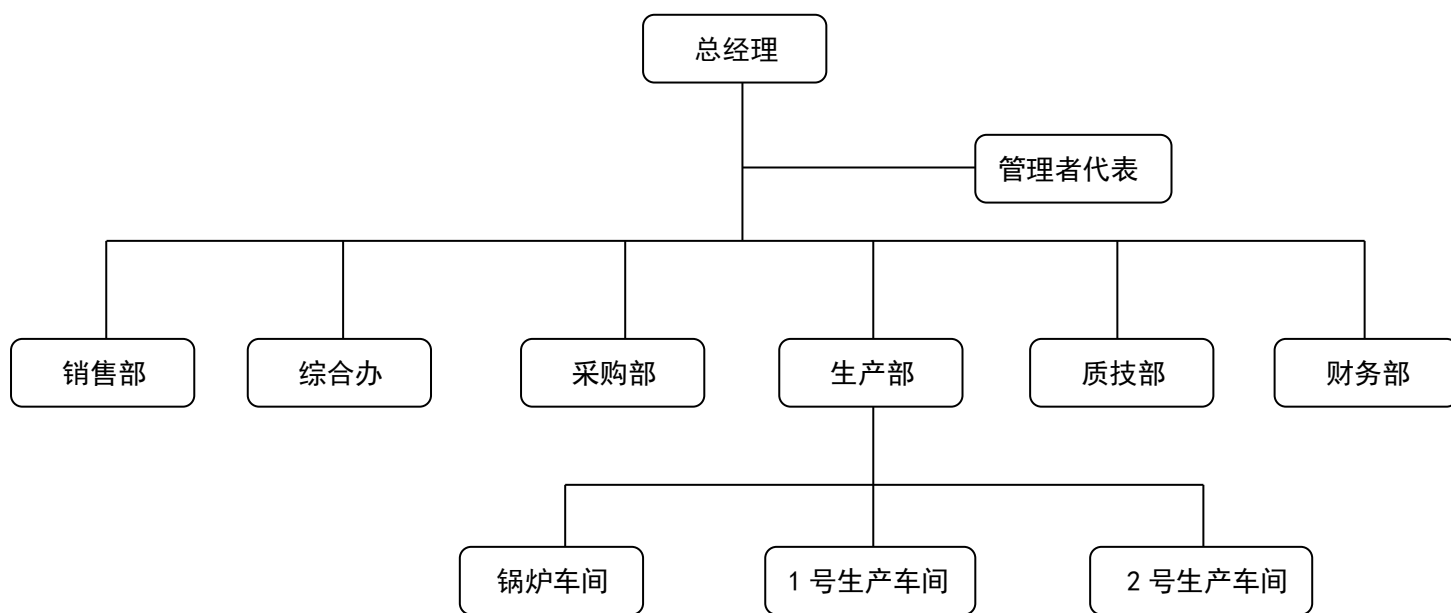 总经理
管理者代表
销售部
综合办
采购部
生产部
质技部
财务部
锅炉车间
1号生产车间
2号生产车间